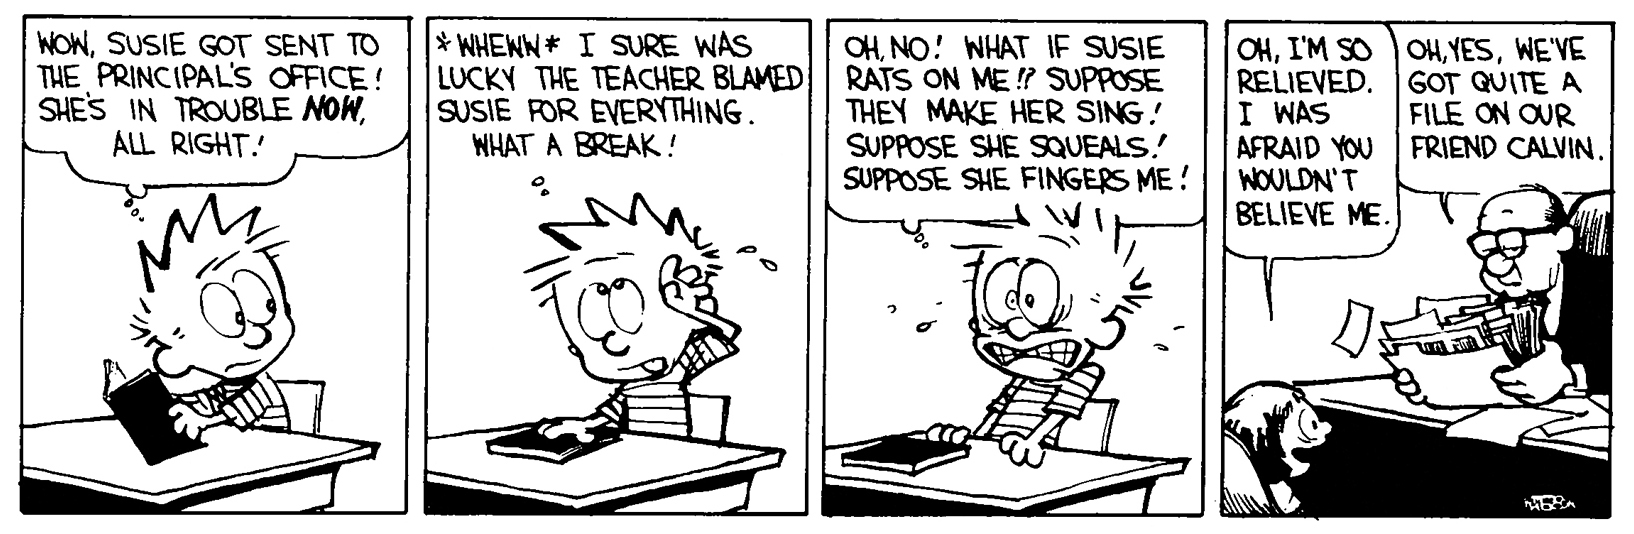 WOW, SUSIE GOT SENT TO
THE PRINCIPAL'S OFFICE!
SHE'S IN TROUBLE NOW,
ALL RIGHT!
*WHEWW* I SURE WAS
LUCKY THE TEACHER BLAMED
SUSIE FOR EVERYTHING.
WHAT A BREAK!
OH, NO! WHAT IF SUSIE
RATS ON ME!? SUPPOSE
THEY MAKE HER SING!
SUPPOSE SHE SQUEALS!
SUPPOSE SHE FINGERS ME!
OH, I'M SO
RELIEVED.
I WAS
AFRAID YOU
WOULDN'T
BELIEVE ME.
OH, YES, WE'VE
GOT QUITE A
FILE ON OUR
FRIEND CALVIN.